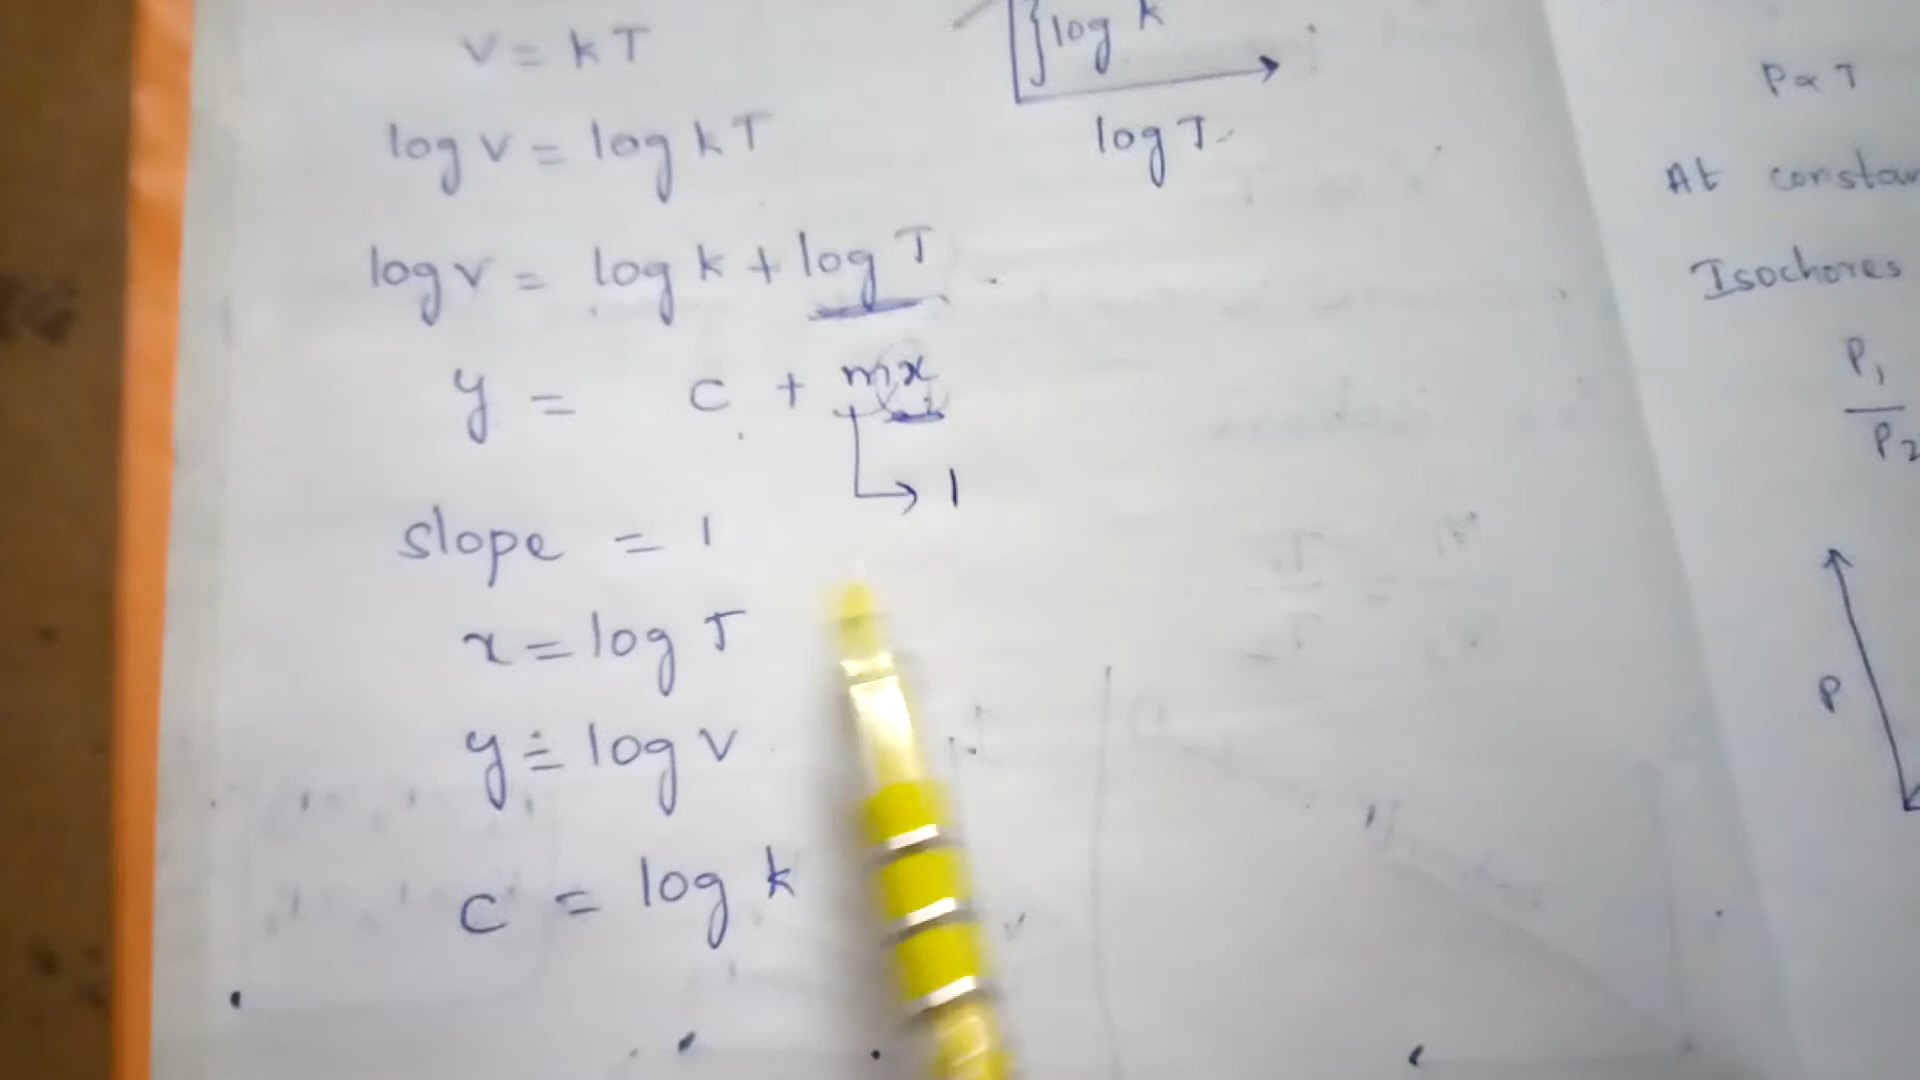 V = kT
log V = log kT
log V = log k + log T
y = c + mx
→ 1
slope = 1
x = log T
y = log V
c = log k
log k
log T
P ∝ T
At
Isochores
P₁
P₂
P